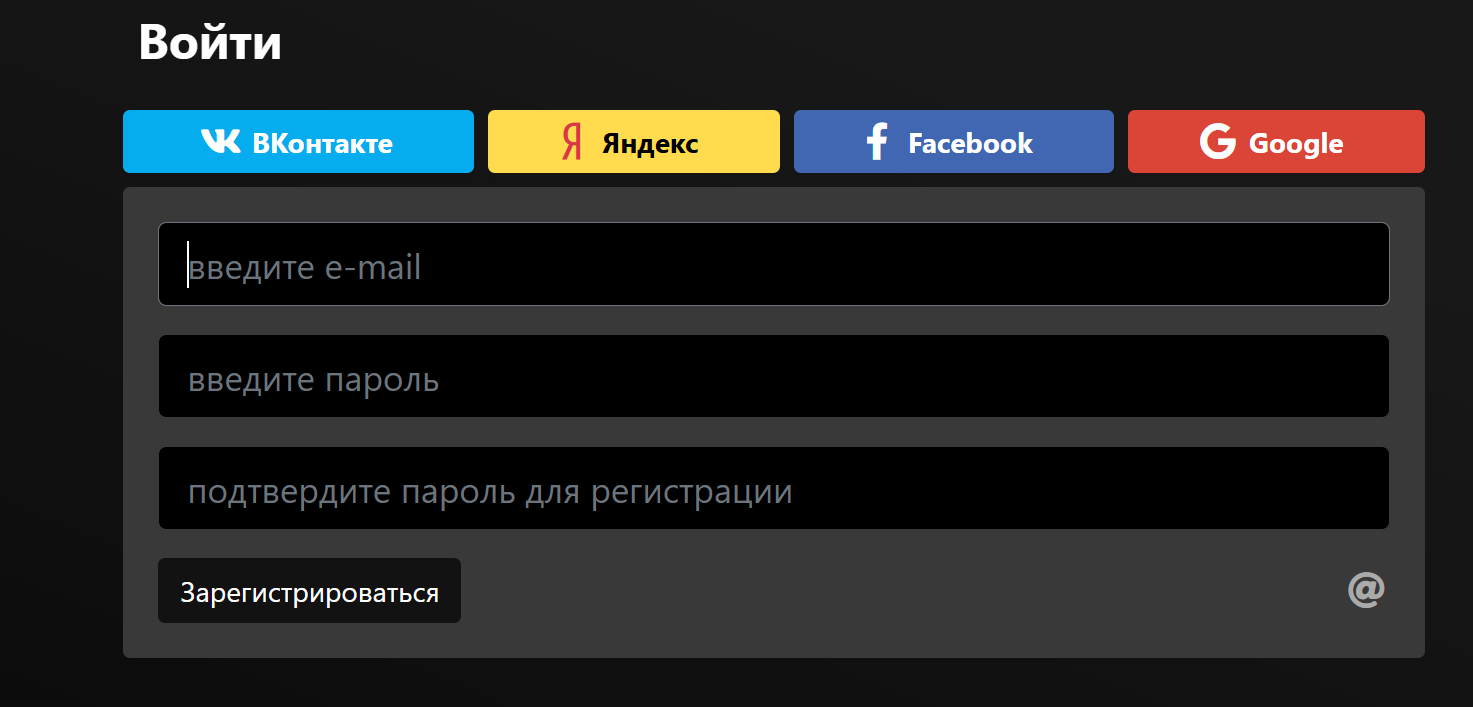 Войти
ВКонтакте Яндекс Facebook Google
введите e-mail
введите пароль
подтвердите пароль для регистрации
Зарегистрироваться @